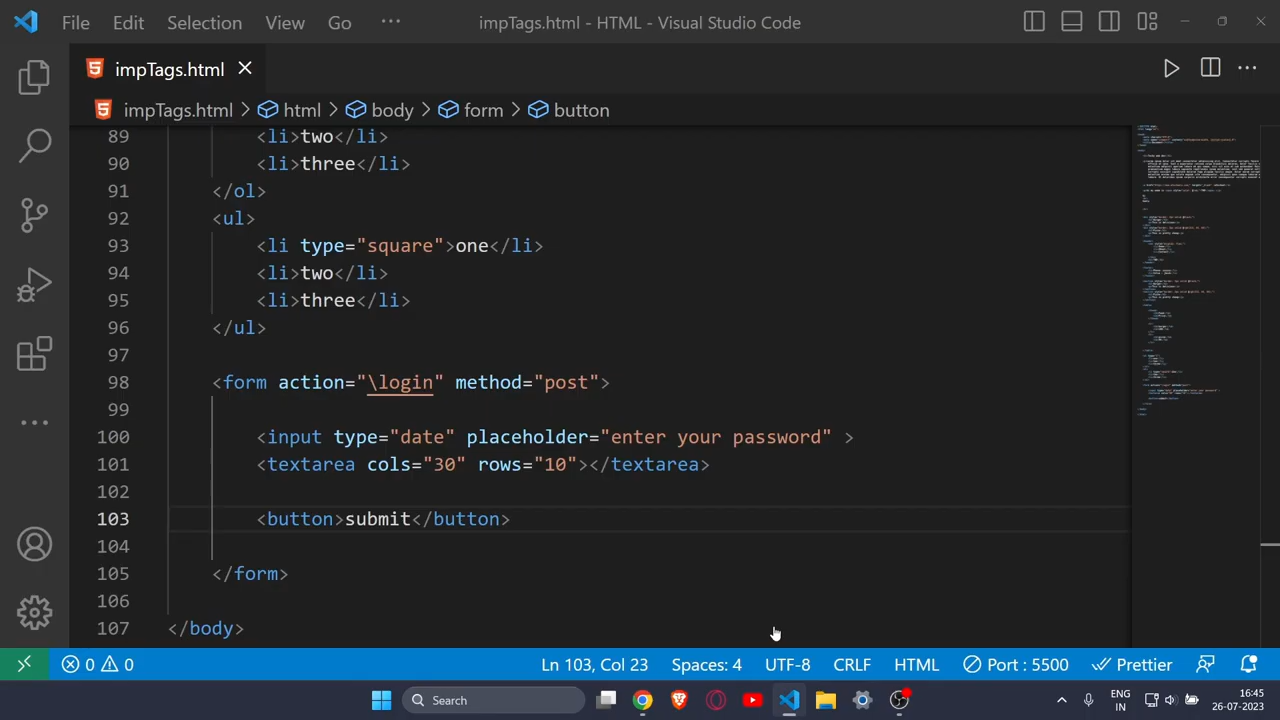 File Edit Selection View Go ··· impTags.html - HTML - Visual Studio Code
impTags.html
impTags.html > html > body > form > button
89 <li>two</li>
90 <li>three</li>
91 </ol>
92 <ul>
93 <li type="square">one</li>
94 <li>two</li>
95 <li>three</li>
96 </ul>
97
98 <form action="\login" method="post">
99
100 <input type="date" placeholder="enter your password" >
101 <textarea cols="30" rows="10"></textarea>
102
103 <button>submit</button>
104
105 </form>
106
107 </body>
0 0 Ln 103, Col 23 Spaces: 4 UTF-8 CRLF HTML Port : 5500 Prettier
Search ENG IN 16:45 26-07-2023